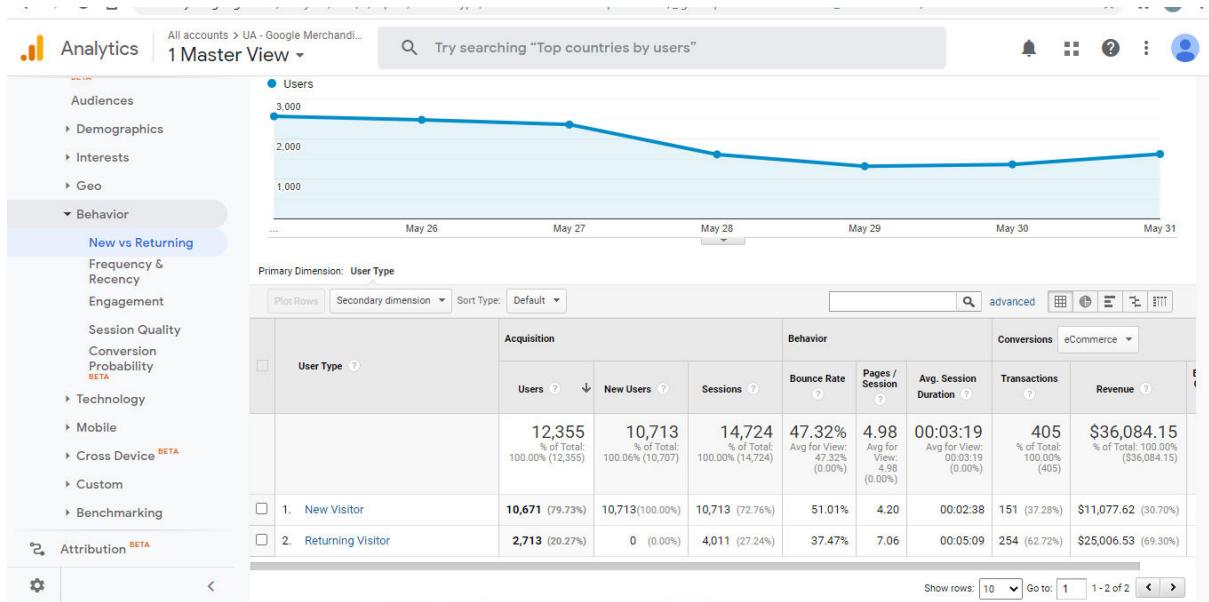 All accounts > UA - Google Merchandi...
Analytics
1 Master View
Try searching “Top countries by users”
BETA
Audiences
Demographics
Interests
Geo
Behavior
New vs Returning
Frequency &
Recency
Engagement
Session Quality
Conversion
Probability
BETA
Technology
Mobile
Cross Device BETA
Custom
Benchmarking
Attribution BETA
Users
3,000
2,000
1,000
...
May 26
May 27
May 28
May 29
May 30
May 31
Primary Dimension: User Type
Plot Rows
Secondary dimension
Sort Type:
Default
advanced
User Type
Acquisition
Behavior
Conversions
eCommerce
Users
New Users
Sessions
Bounce Rate
Pages /
Session
Avg. Session
Duration
Transactions
Revenue
12,355
% of Total:
100.00% (12,355)
10,713
% of Total:
100.06% (10,707)
14,724
% of Total:
100.00% (14,724)
47.32%
Avg for View:
47.32%
(0.00%)
4.98
Avg for
View:
4.98
(0.00%)
00:03:19
Avg for View:
00:03:19
(0.00%)
405
% of Total:
100.00%
(405)
$36,084.15
% of Total: 100.00%
($36,084.15)
1. New Visitor
10,671 (79.73%)
10,713(100.00%)
10,713 (72.76%)
51.01%
4.20
00:02:38
151 (37.28%)
$11,077.62 (30.70%)
2. Returning Visitor
2,713 (20.27%)
0 (0.00%)
4,011 (27.24%)
37.47%
7.06
00:05:09
254 (62.72%)
$25,006.53 (69.30%)
Show rows: 10
Go to: 1
1 - 2 of 2